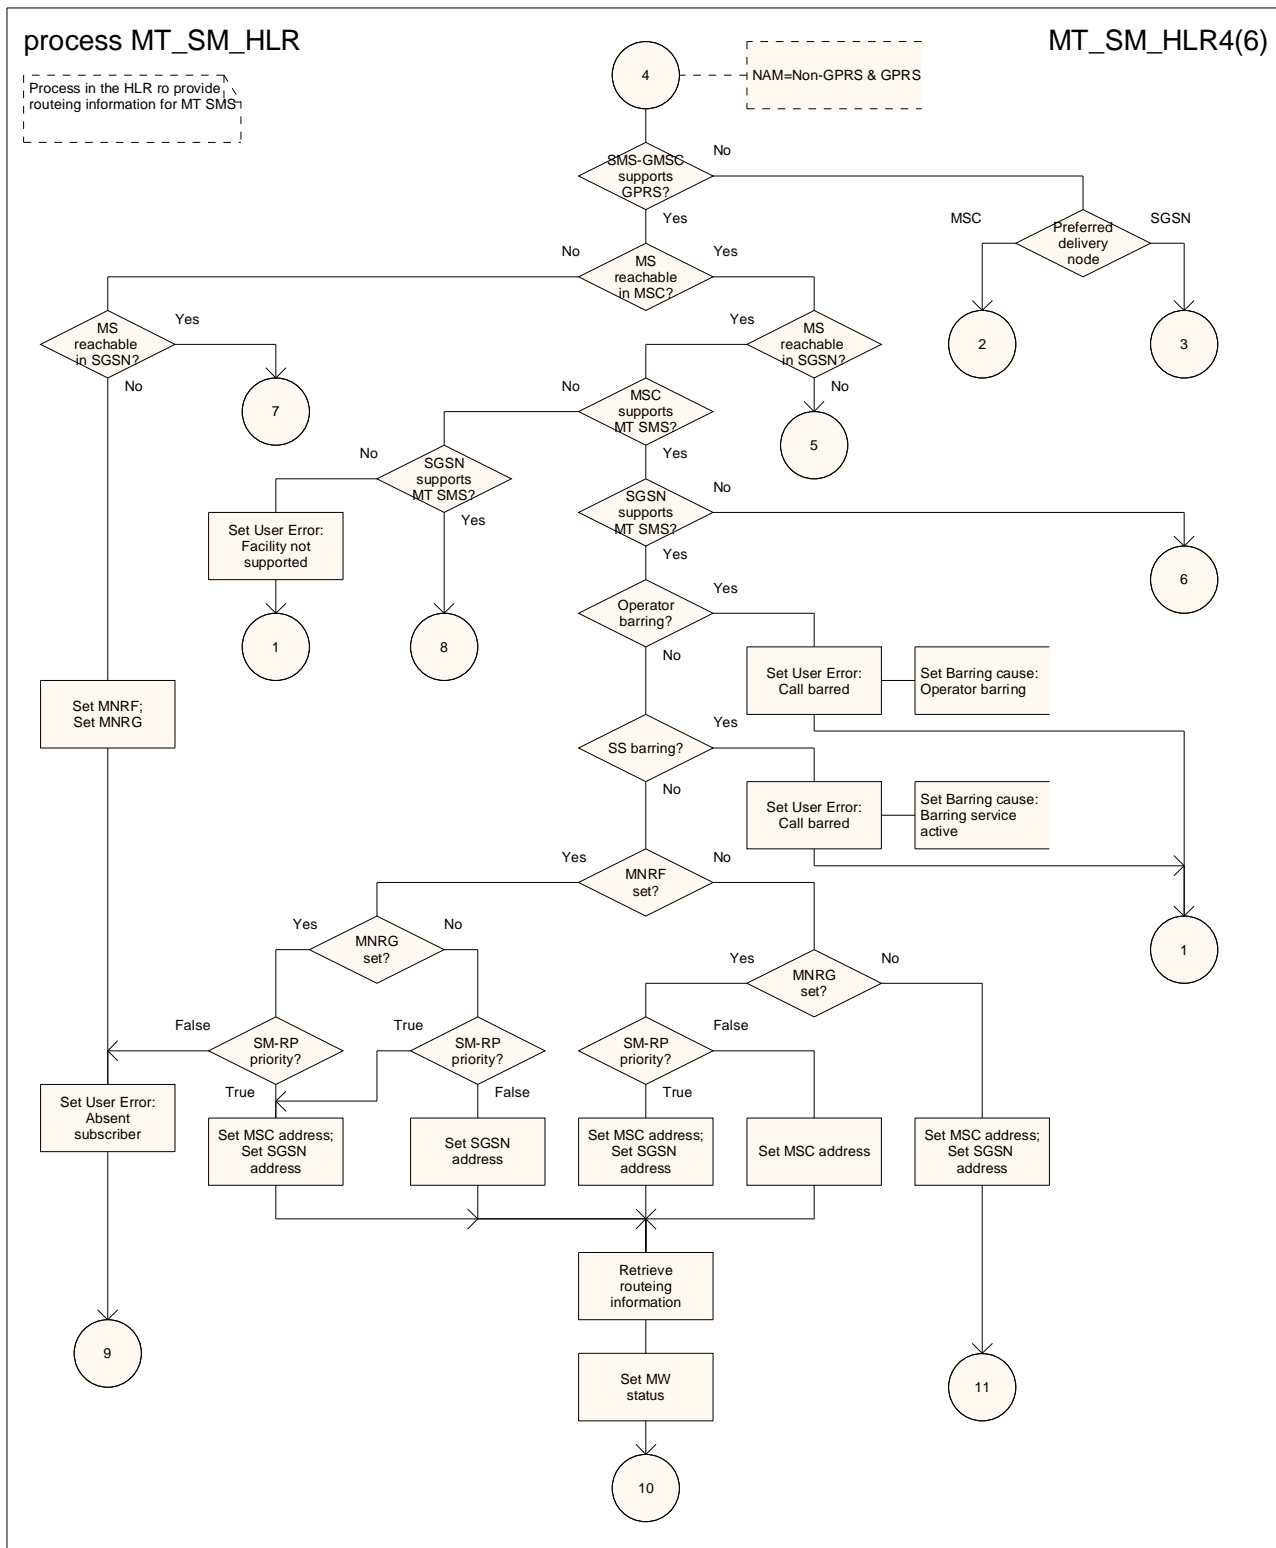 process MT_SM_HLR
MT_SM_HLR4(6)
Process in the HLR ro provide
routeing information for MT SMS
4
NAM=Non-GPRS & GPRS
SMS-GMSC
supports
GPRS?
No
Yes
MSC
Preferred
delivery
node
SGSN
No
MS
reachable
in MSC?
Yes
MS
reachable
in SGSN?
Yes
No
Yes
MS
reachable
in SGSN?
No
2
3
7
No
MSC
supports
MT SMS?
Yes
5
No
SGSN
supports
MT SMS?
Yes
SGSN
supports
MT SMS?
No
Yes
Set User Error:
Facility not
supported
6
1
8
Operator
barring?
Yes
No
Set User Error:
Call barred
Set Barring cause:
Operator barring
Set MNRF;
Set MNRG
SS barring?
Yes
No
Set User Error:
Call barred
Set Barring cause:
Barring service
active
Yes
MNRF
set?
No
Yes
MNRG
set?
No
Yes
MNRG
set?
No
1
False
SM-RP
priority?
True
True
SM-RP
priority?
False
SM-RP
priority?
False
True
Set User Error:
Absent
subscriber
Set MSC address;
Set SGSN
address
Set SGSN
address
Set MSC address;
Set SGSN
address
Set MSC address
Set MSC address;
Set SGSN
address
Retrieve
routeing
information
9
Set MW
status
11
10